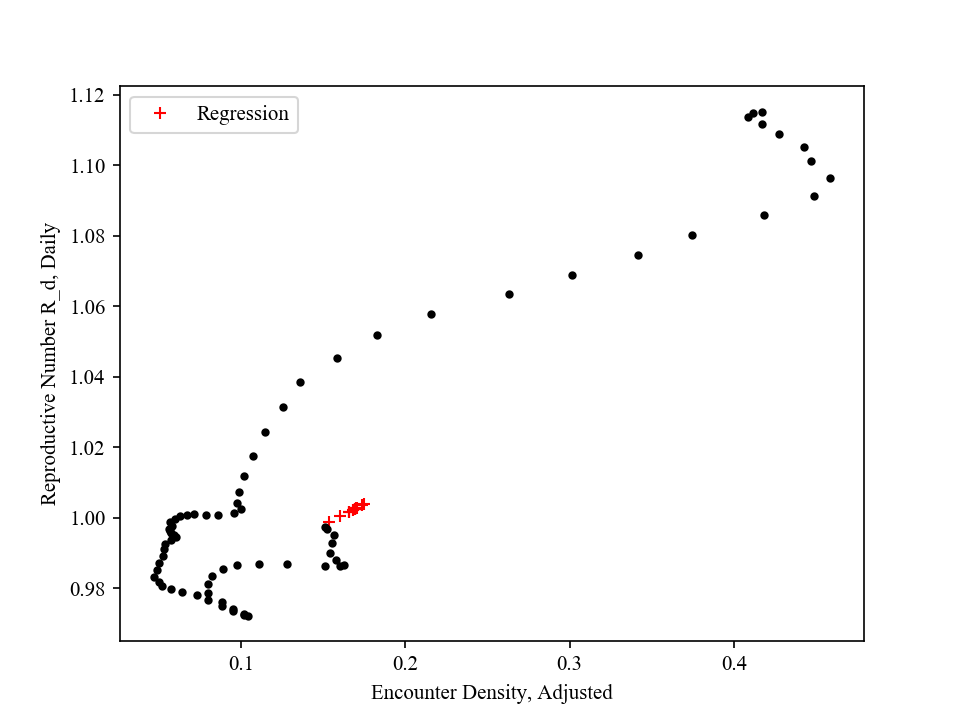 Regression
1.12
1.10
1.08
1.06
1.04
1.02
1.00
0.98
Reproductive Number R_d, Daily
0.1 0.2 0.3 0.4
Encounter Density, Adjusted